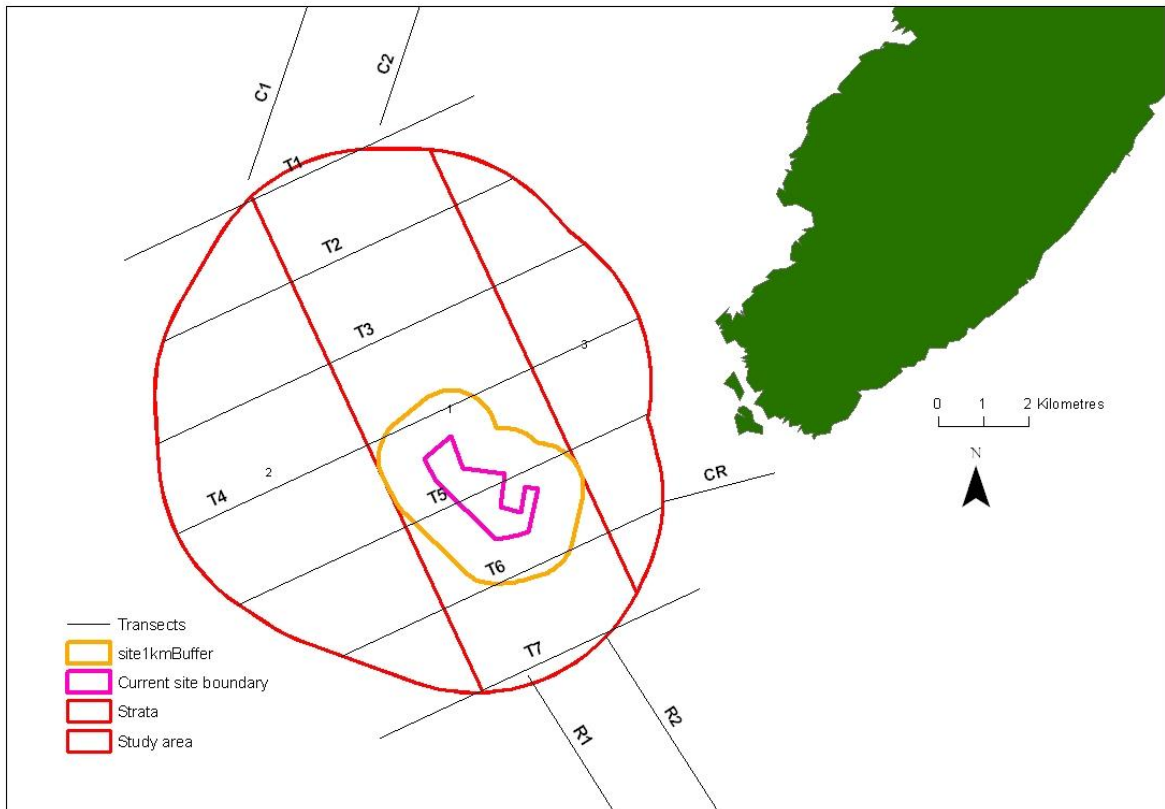 C1
C2
T1
T2
T3
3
1
2
T4
T5
CR
T6
T7
R1
R2
0 1 2 Kilometres
N
Transects
site1kmBuffer
Current site boundary
Strata
Study area